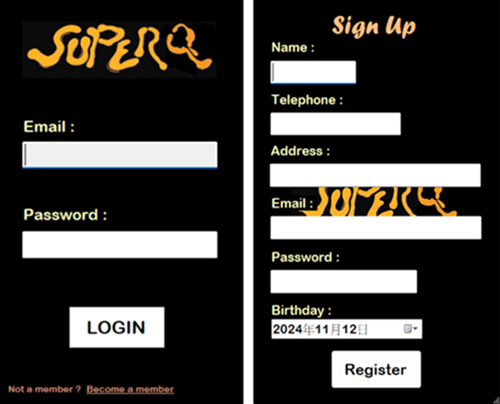 SUPERQ
Email :
Password :
LOGIN
Not a member ? Become a member
Sign Up
Name :
Telephone :
Address :
SUPERQ
Email :
Password :
Birthday :
2024年11月12日
Register